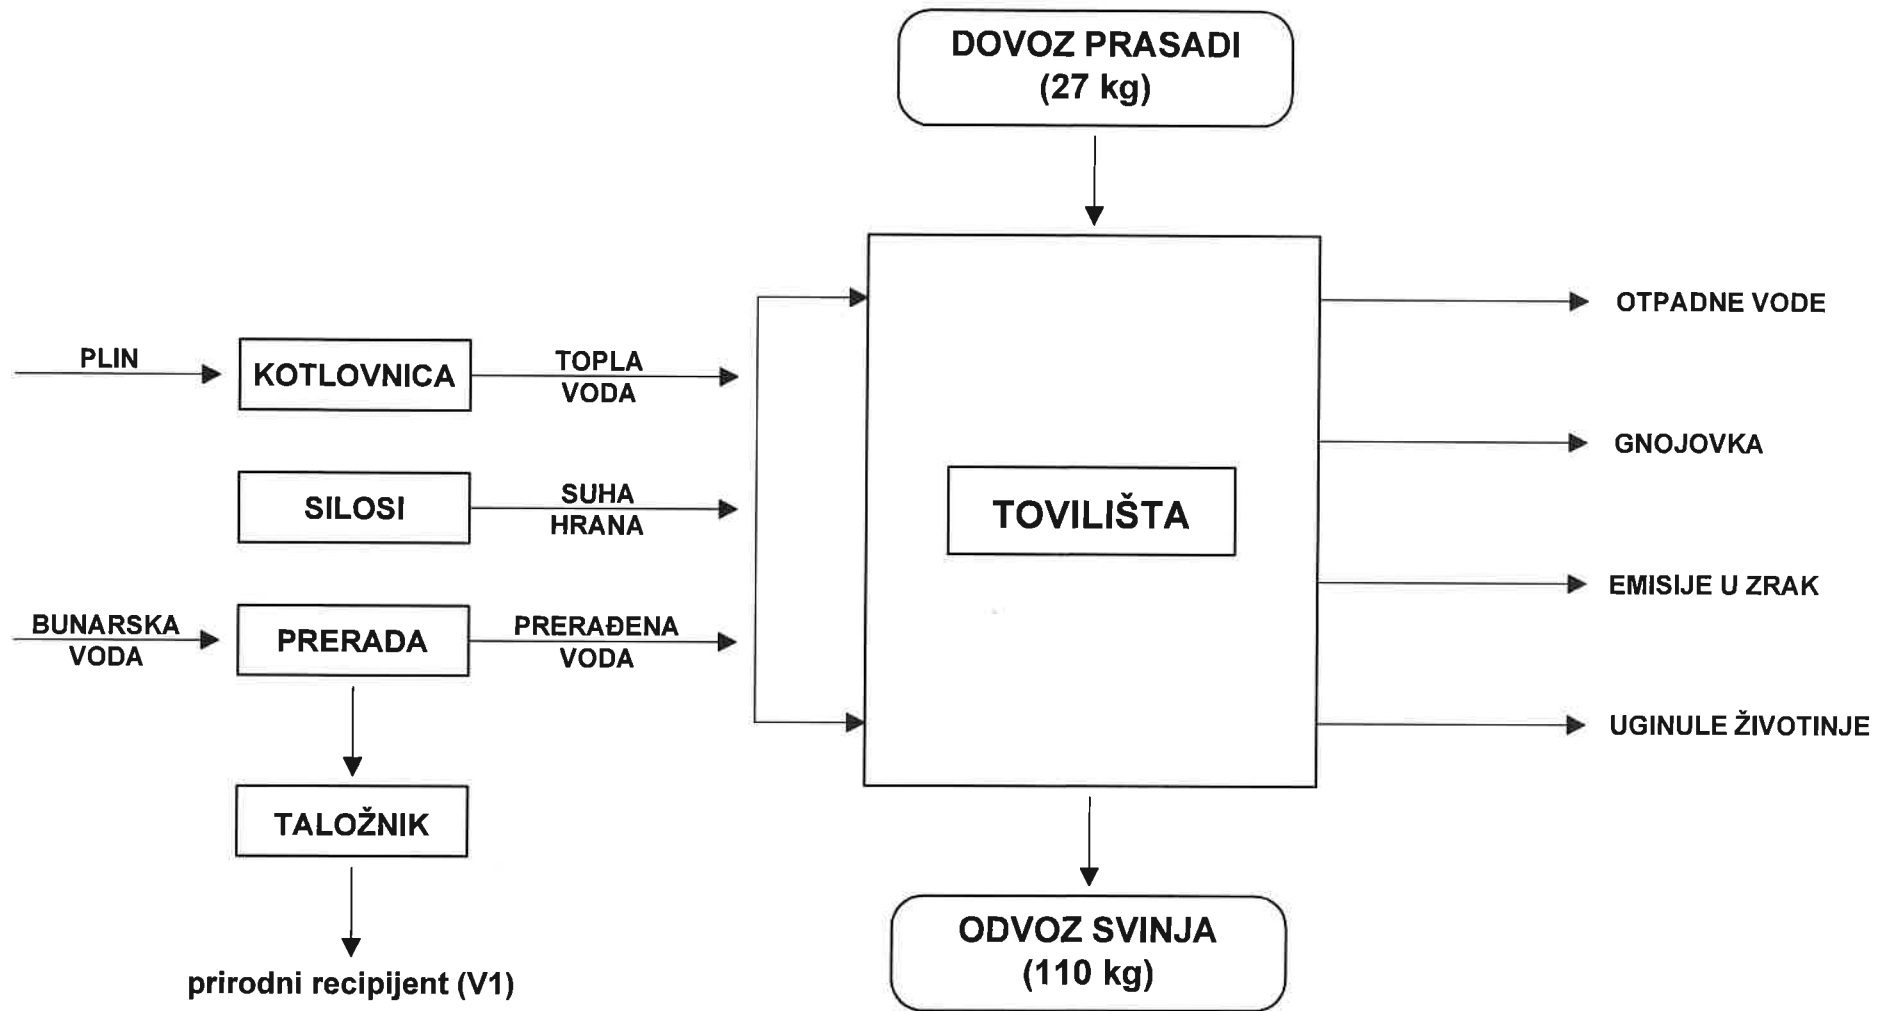 DOVOZ PRASADI
(27 kg)
OTPADNE VODE
PLIN
KOTLOVNICA
TOPLA
VODA
GNOJOVKA
SILOSI
SUHA
HRANA
TOVILIŠTA
EMISIJE U ZRAK
BUNARSKA
VODA
PRERADA
PRERAĐENA
VODA
UGINULE ŽIVOTINJE
TALOŽNIK
ODVOZ SVINJA
(110 kg)
prirodni recipijent (V1)